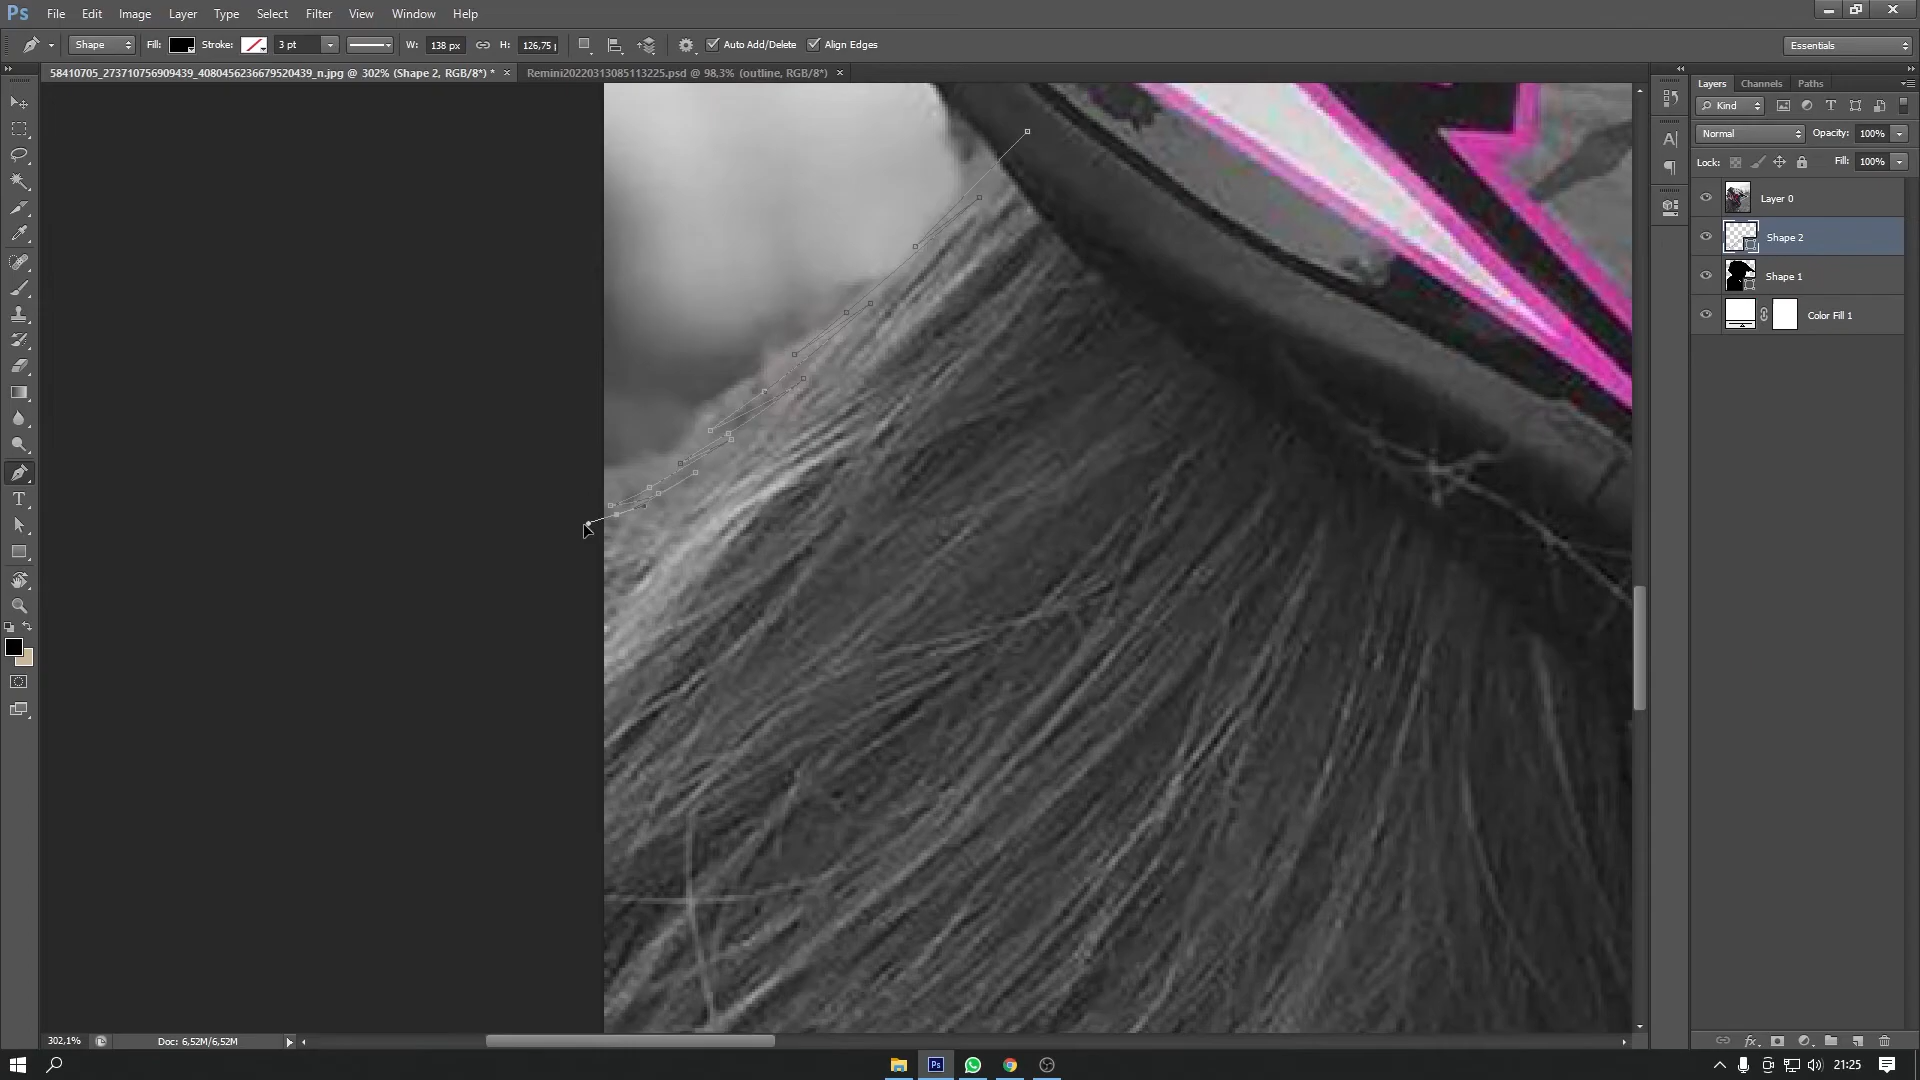 Ps File Edit Image Layer Type Select Filter View Window Help
Shape Fill: Stroke: 3 pt W: 138 px H: 126,75 Auto Add/Delete Align Edges Essentials
58410705_273710756909439_4080456236679520439_n.jpg @ 302% (Shape 2, RGB/8*) * × Remini20220313085113225.psd @ 98,3% (outline, RGB/8*) ×
Layers Channels Paths
Kind
Normal Opacity: 100%
Lock: Fill: 100%
Layer 0
Shape 2
Shape 1
Color Fill 1
302,1% Doc: 6,52M/6,52M
Ps 21:25